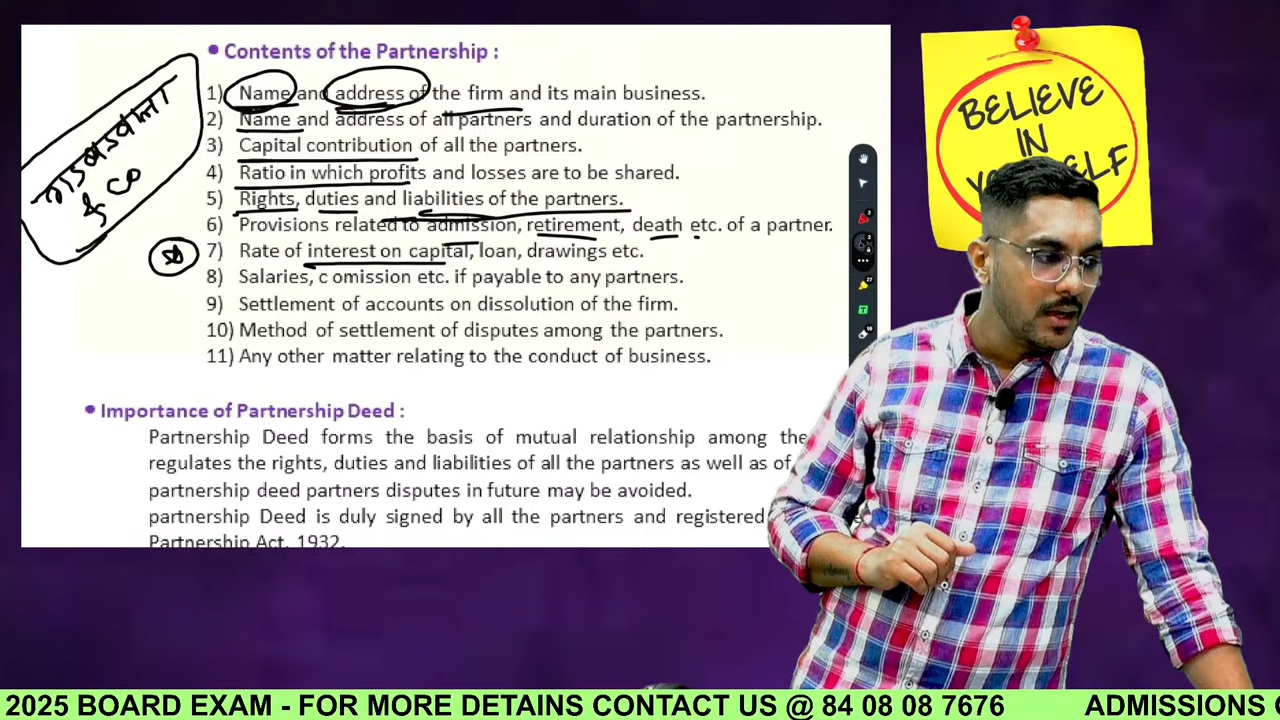 • Contents of the Partnership :
1) Name and address of the firm and its main business.
2) Name and address of all partners and duration of the partnership.
3) Capital contribution of all the partners.
4) Ratio in which profits and losses are to be shared.
5) Rights, duties and liabilities of the partners.
6) Provisions related to admission, retirement, death etc. of a partner.
7) Rate of interest on capital, loan, drawings etc.
8) Salaries, c omission etc. if payable to any partners.
9) Settlement of accounts on dissolution of the firm.
10) Method of settlement of disputes among the partners.
11) Any other matter relating to the conduct of business.
& Co
• Importance of Partnership Deed :
Partnership Deed forms the basis of mutual relationship among the
regulates the rights, duties and liabilities of all the partners as well as of
partnership deed partners disputes in future may be avoided.
partnership Deed is duly signed by all the partners and registered
Partnership Act, 1932.
BELIEVE
IN
2025 BOARD EXAM - FOR MORE DETAINS CONTACT US @ 84 08 08 7676 ADMISSIONS